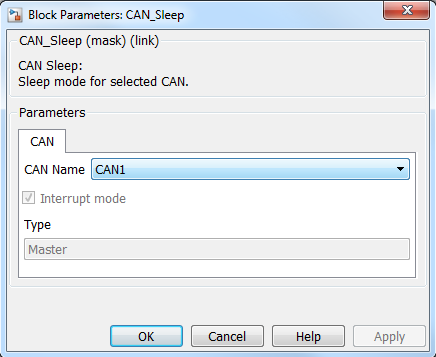 Block Parameters: CAN_Sleep
CAN_Sleep (mask) (link)
CAN Sleep:
Sleep mode for selected CAN.
Parameters
CAN
CAN Name CAN1
Interrupt mode
Type
Master
OK Cancel Help Apply